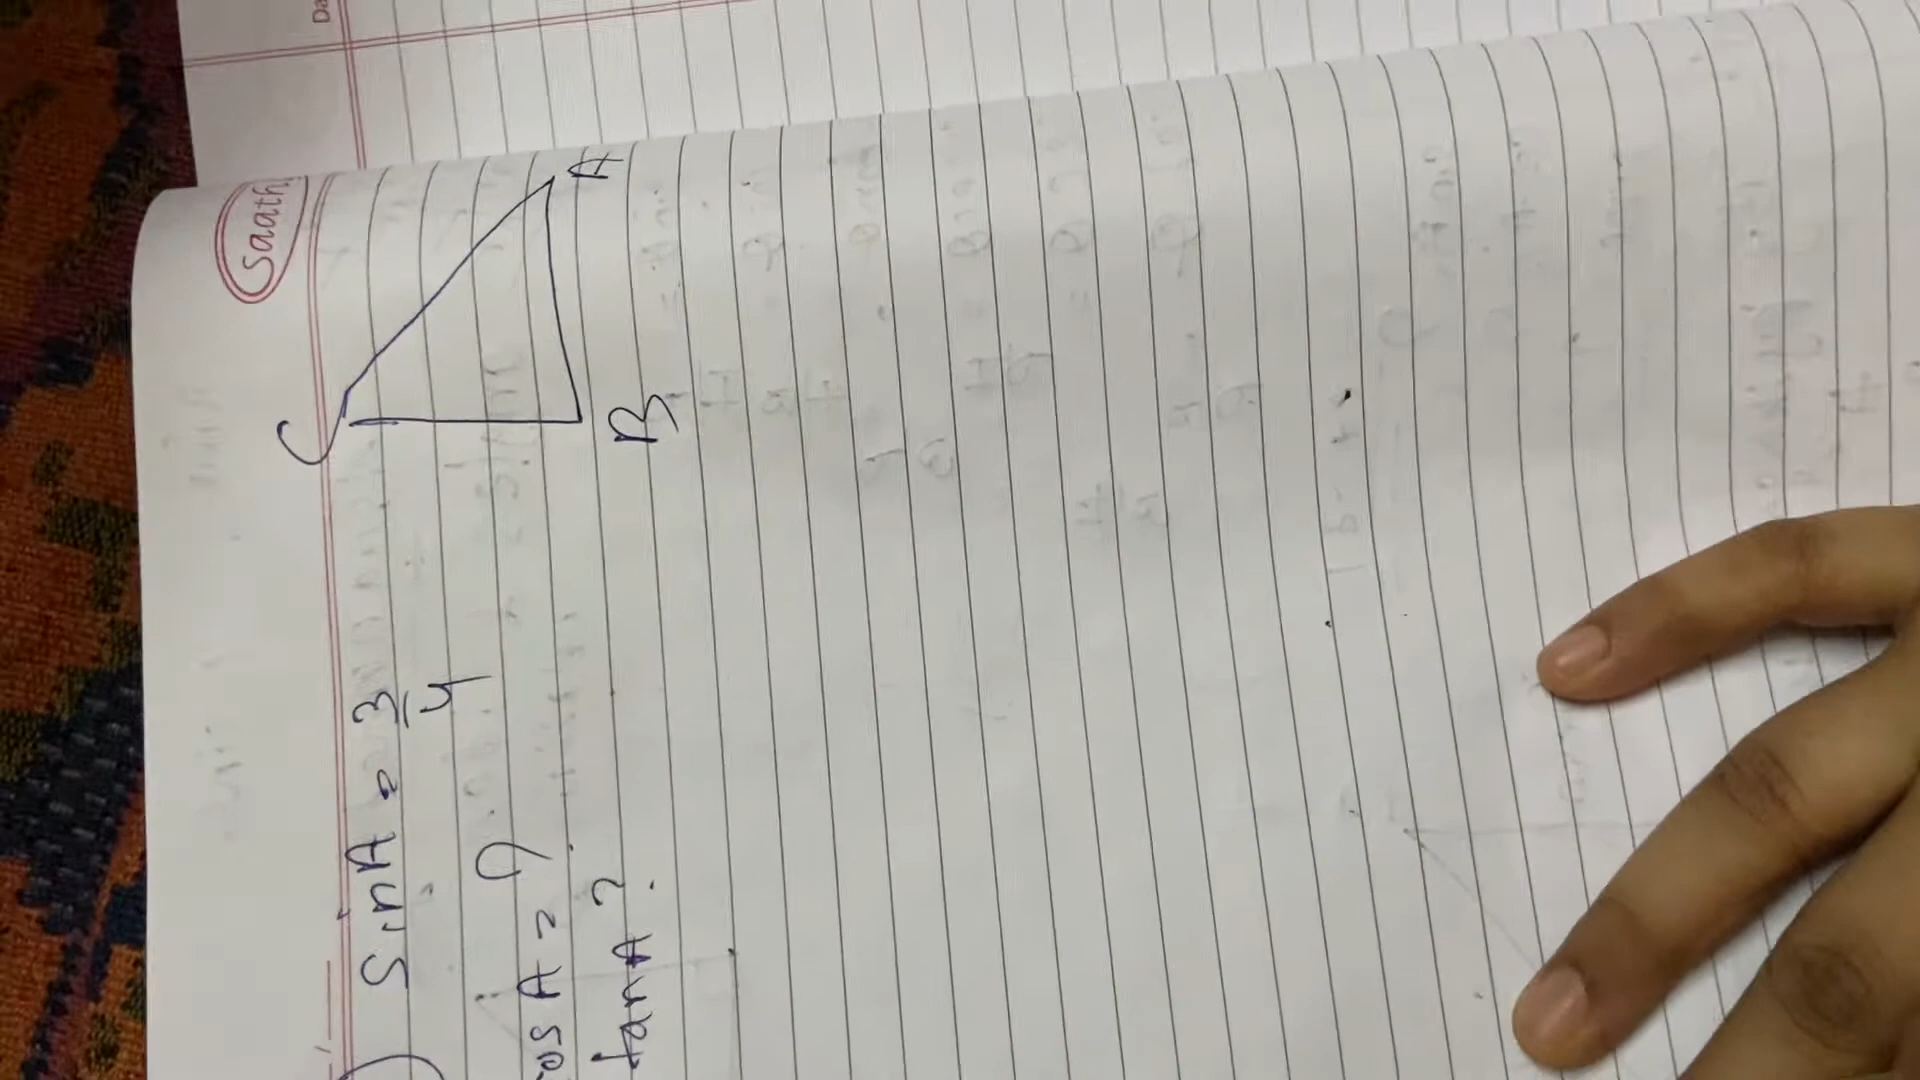 Saathi
C
A
B
Sin A = 3/4
cos A = ?
tan A ?